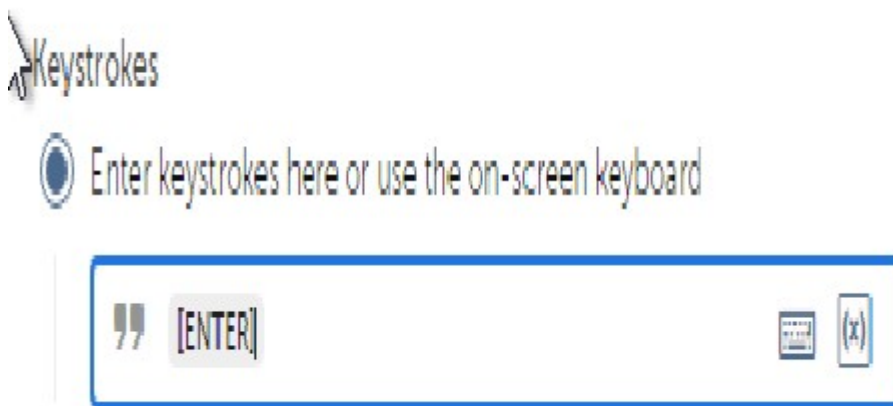 Keystrokes
Enter keystrokes here or use the on-screen keyboard
" [ENTER] (x)